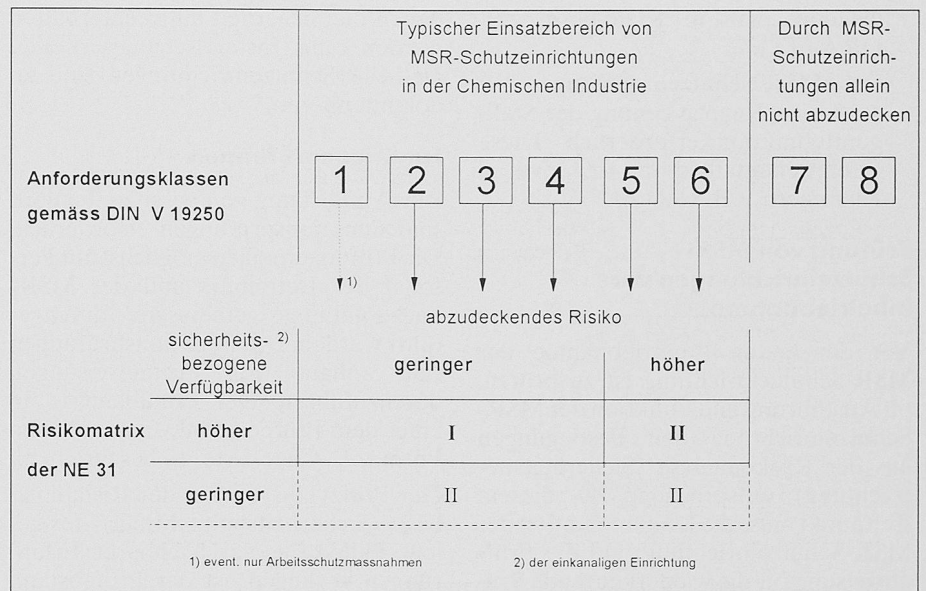 Typischer Einsatzbereich von
MSR-Schutzeinrichtungen
in der Chemischen Industrie
Durch MSR-
Schutzeinrich-
tungen allein
nicht abzudecken
Anforderungsklassen
gemäss DIN V 19250
1 2 3 4 5 6 7 8
1)
abzudeckendes Risiko
sicherheits- 2)
bezogene
Verfügbarkeit
geringer höher
Risikomatrix
der NE 31
höher I II
geringer II II
1) event. nur Arbeitsschutzmassnahmen 2) der einkanaligen Einrichtung